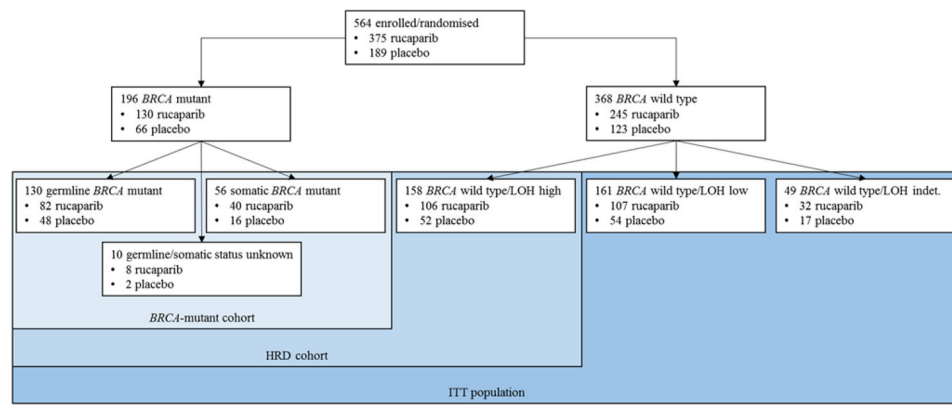 564 enrolled/randomised
• 375 rucaparib
• 189 placebo
196 BRCA mutant
• 130 rucaparib
• 66 placebo
368 BRCA wild type
• 245 rucaparib
• 123 placebo
130 germline BRCA mutant
• 82 rucaparib
• 48 placebo
56 somatic BRCA mutant
• 40 rucaparib
• 16 placebo
158 BRCA wild type/LOH high
• 106 rucaparib
• 52 placebo
161 BRCA wild type/LOH low
• 107 rucaparib
• 54 placebo
49 BRCA wild type/LOH indet.
• 32 rucaparib
• 17 placebo
10 germline/somatic status unknown
• 8 rucaparib
• 2 placebo
BRCA-mutant cohort
HRD cohort
ITT population